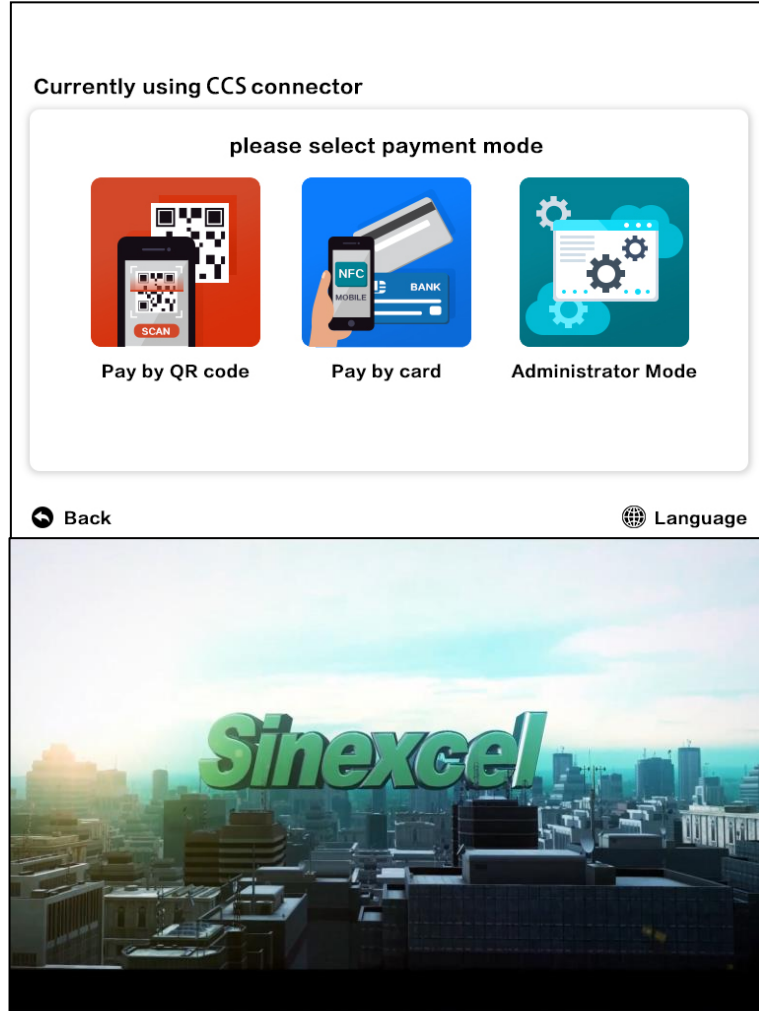 Currently using CCS connector
please select payment mode
SCAN
NFC
MOBILE
BANK
Pay by QR code
Pay by card
Administrator Mode
Back
Language
Sinexcel